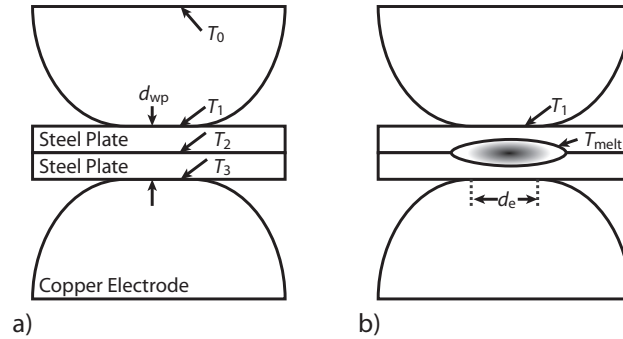 T0
dwp
T1
Steel Plate
T2
Steel Plate
T3
Copper Electrode
a)
T1
Tmelt
de
b)